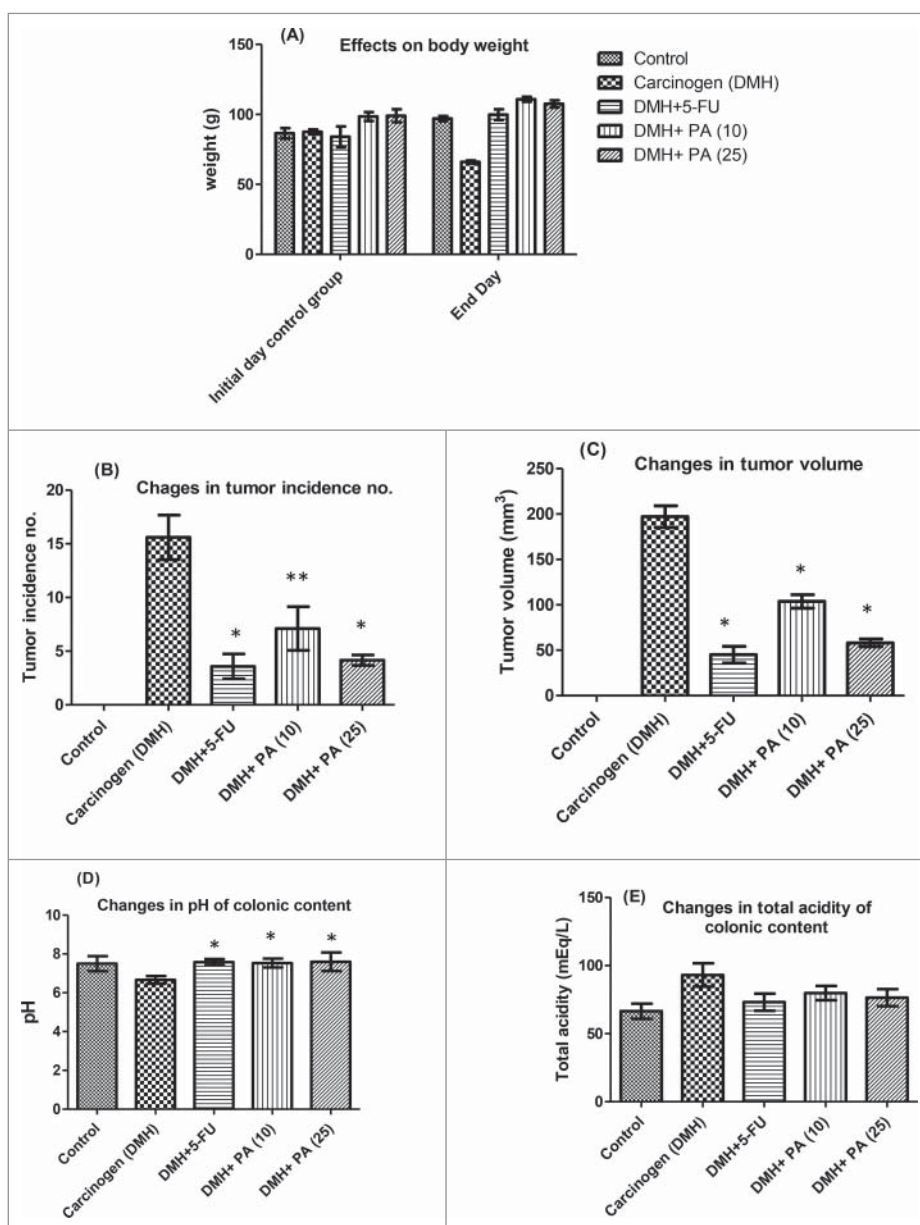 (A)
Effects on body weight
150
100
50
0
weight (g)
Initial day control group
End Day
Control
Carcinogen (DMH)
DMH+5-FU
DMH+ PA (10)
DMH+ PA (25)
(B)
Chages in tumor incidence no.
20
15
10
5
0
Tumor incidence no.
*
**
*
Control
Carcinogen (DMH)
DMH+5-FU
DMH+ PA (10)
DMH+ PA (25)
(C)
Changes in tumor volume
250
200
150
100
50
0
Tumor volume (mm³)
*
*
*
Control
Carcinogen (DMH)
DMH+5-FU
DMH+ PA (10)
DMH+ PA (25)
(D)
Changes in pH of colonic content
10
8
6
4
2
0
pH
*
*
*
Control
Carcinogen (DMH)
DMH+5-FU
DMH+ PA (10)
DMH+ PA (25)
(E)
Changes in total acidity of
colonic content
150
100
50
0
Total acidity (mEq/L)
Control
Carcinogen (DMH)
DMH+5-FU
DMH+ PA (10)
DMH+ PA (25)